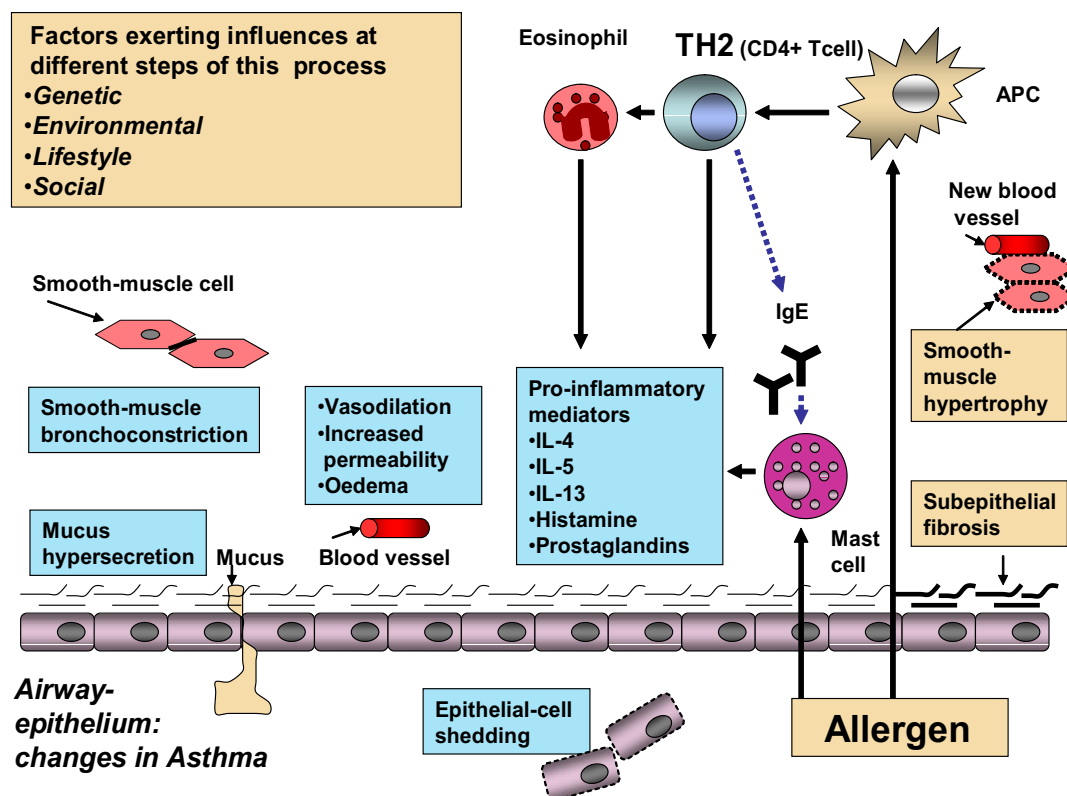 Factors exerting influences at
different steps of this process
•Genetic
•Environmental
•Lifestyle
•Social
Eosinophil
TH2 (CD4+ Tcell)
APC
New blood
vessel
Smooth-muscle cell
IgE
Smooth-
muscle
hypertrophy
Smooth-muscle
bronchoconstriction
•Vasodilation
•Increased
permeability
•Oedema
Pro-inflammatory
mediators
•IL-4
•IL-5
•IL-13
•Histamine
•Prostaglandins
Subepithelial
fibrosis
Mucus
hypersecretion
Mucus
Blood vessel
Mast
cell
Airway-
epithelium:
changes in Asthma
Epithelial-cell
shedding
Allergen